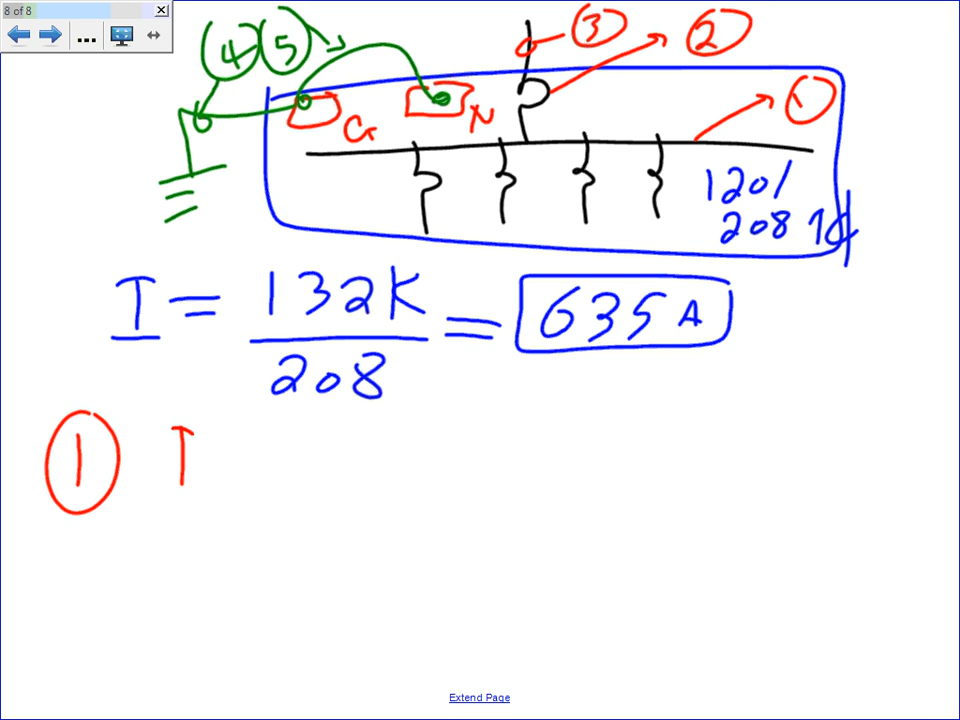 8 of 8
...
4 5
3
2
1
G
N
120/
208 1ϕ
I = 132K / 208 = 635 A
1 I
Extend Page